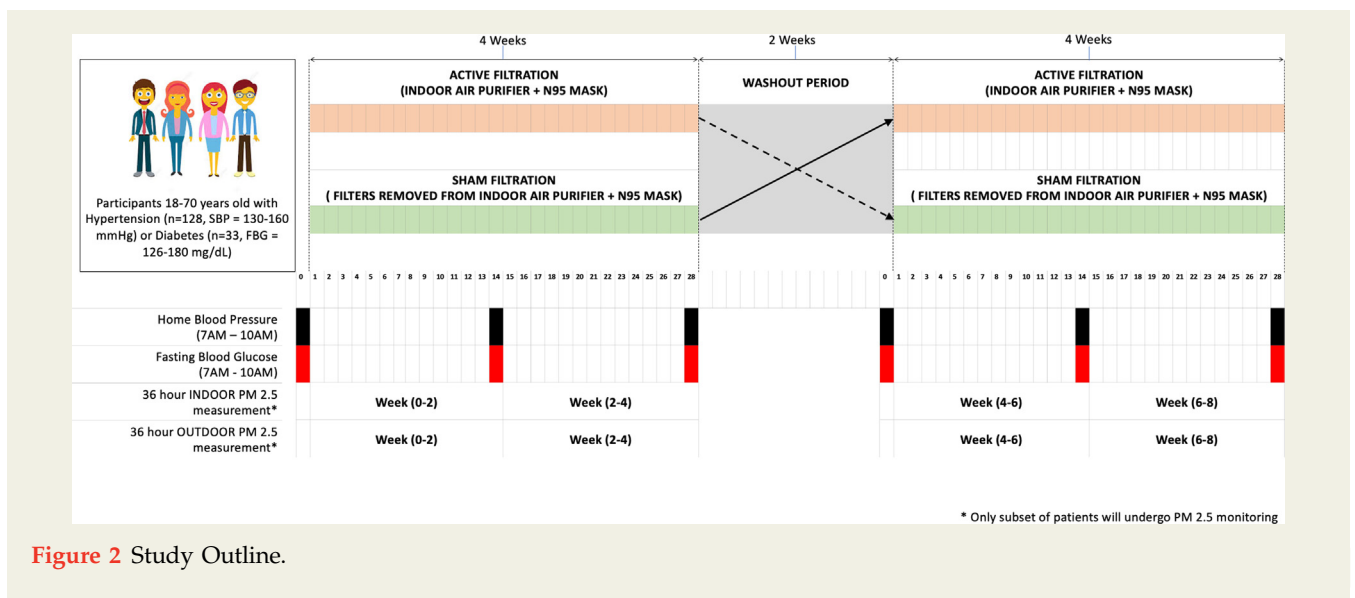 4 Weeks
2 Weeks
4 Weeks
ACTIVE FILTRATION
(INDOOR AIR PURIFIER + N95 MASK)
WASHOUT PERIOD
ACTIVE FILTRATION
(INDOOR AIR PURIFIER + N95 MASK)
SHAM FILTRATION
( FILTERS REMOVED FROM INDOOR AIR PURIFIER + N95 MASK)
SHAM FILTRATION
( FILTERS REMOVED FROM INDOOR AIR PURIFIER + N95 MASK)
Participants 18-70 years old with
Hypertension (n=128, SBP = 130-160
mmHg) or Diabetes (n=33, FBG =
126-180 mg/dL)
0 1 2 3 4 5 6 7 8 9 10 11 12 13 14 15 16 17 18 19 20 21 22 23 24 25 26 27 28
0 1 2 3 4 5 6 7 8 9 10 11 12 13 14 15 16 17 18 19 20 21 22 23 24 25 26 27 28
Home Blood Pressure
(7AM – 10AM)
Fasting Blood Glucose
(7AM - 10AM)
36 hour INDOOR PM 2.5
measurement*
Week (0-2)
Week (2-4)
Week (4-6)
Week (6-8)
36 hour OUTDOOR PM 2.5
measurement*
Week (0-2)
Week (2-4)
Week (4-6)
Week (6-8)
* Only subset of patients will undergo PM 2.5 monitoring
Figure 2 Study Outline.